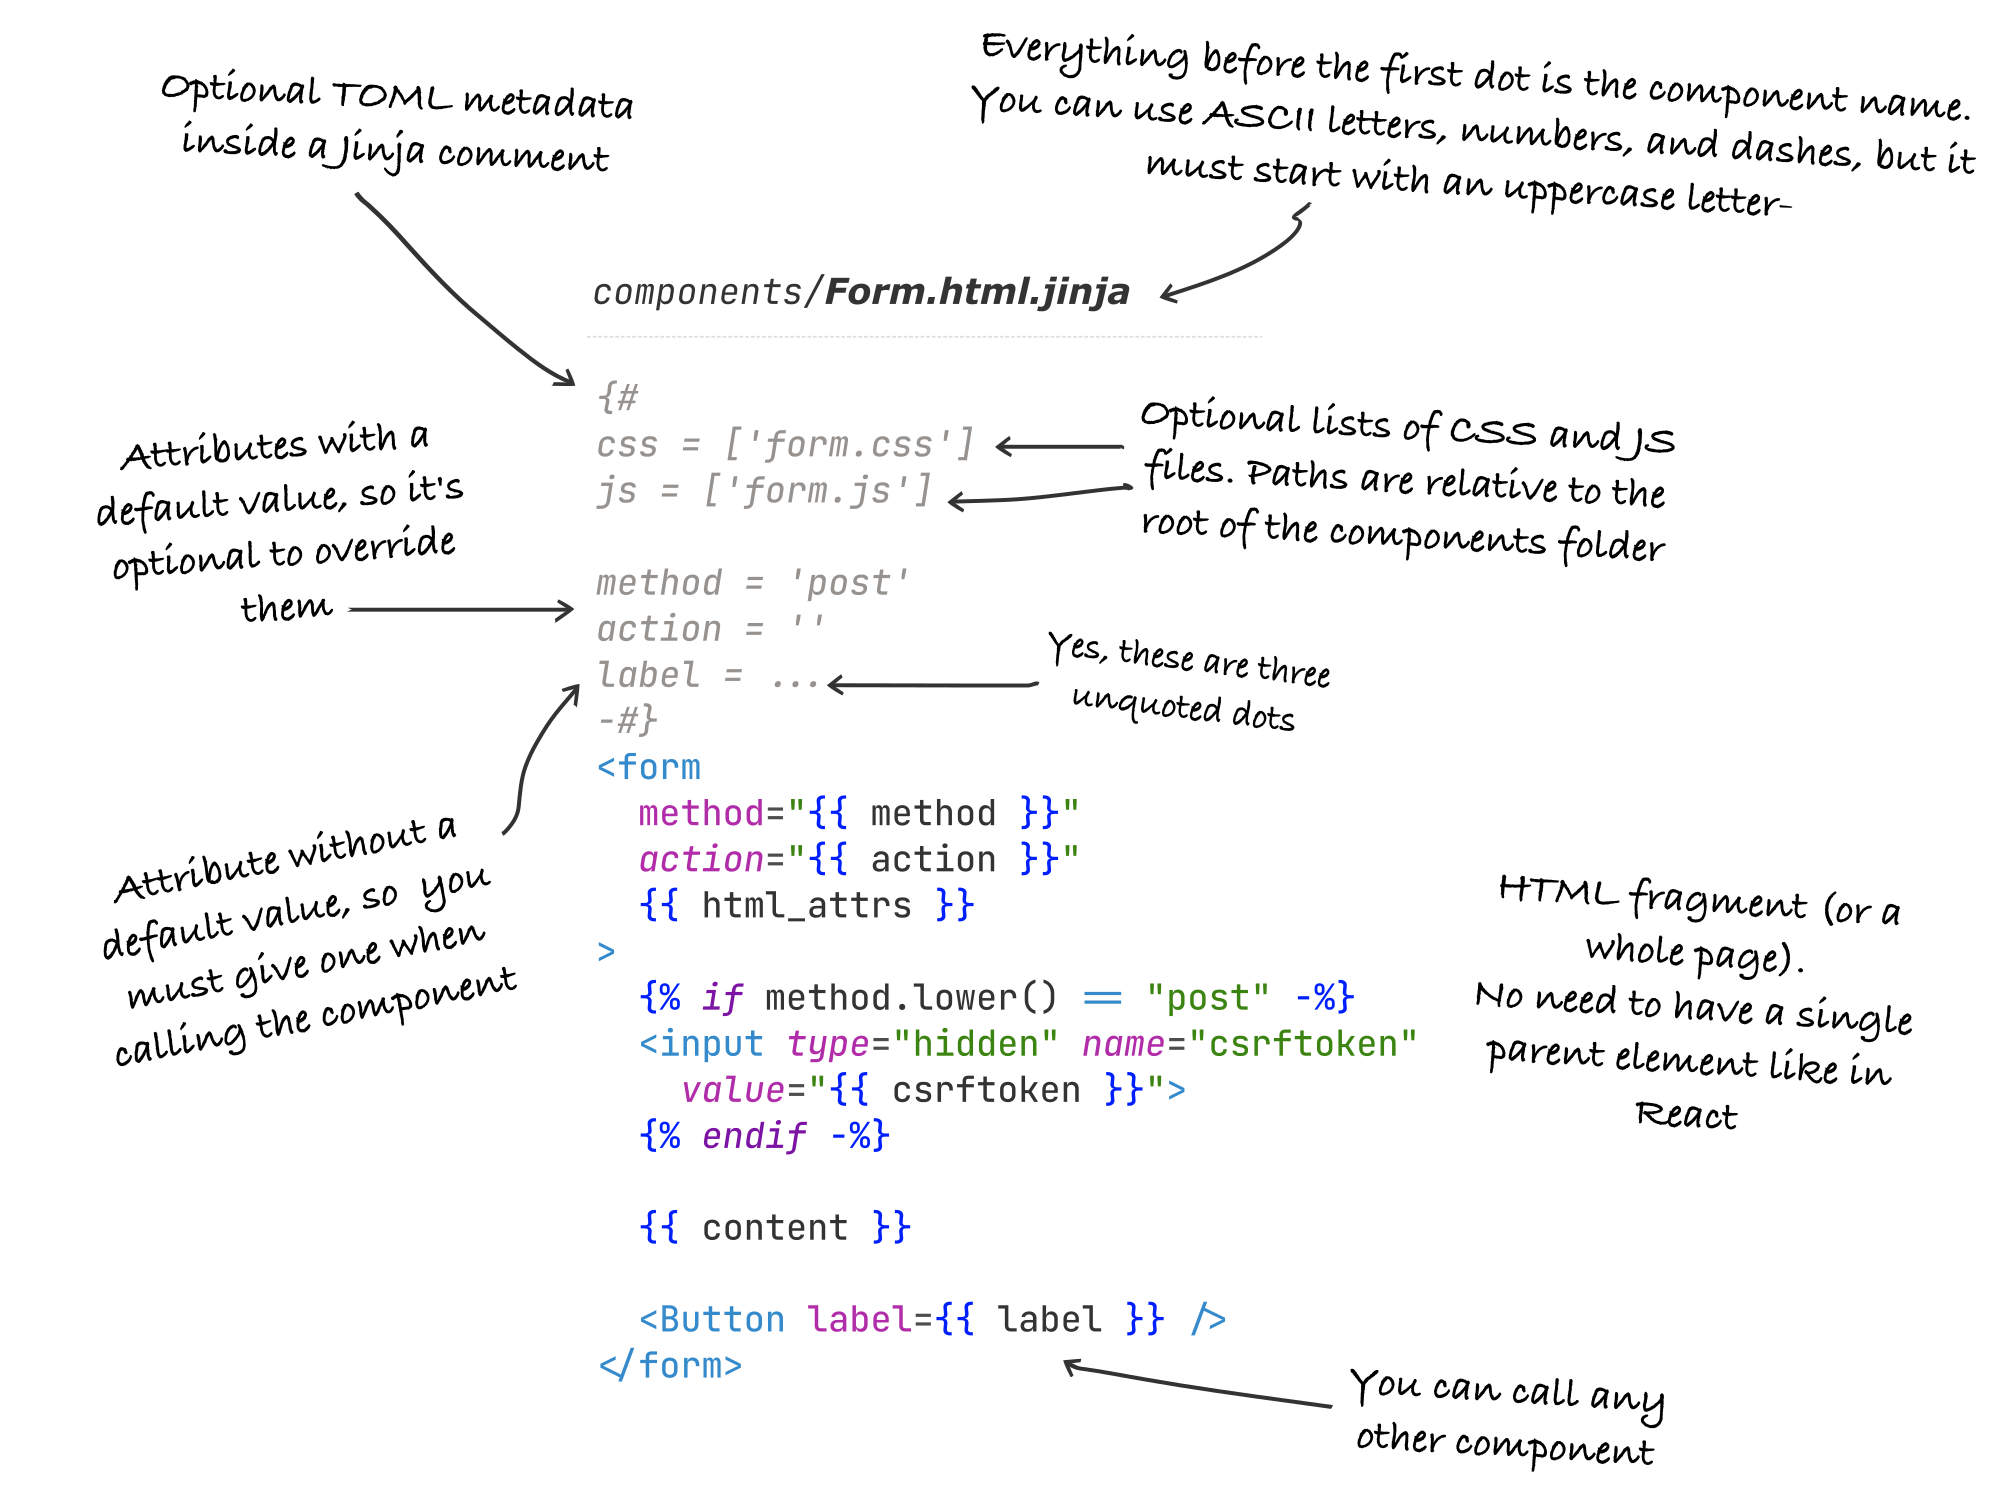 Everything before the first dot is the component name.
You can use ASCII letters, numbers, and dashes, but it
must start with an uppercase letter-
Optional TOML metadata
inside a Jinja comment
components/Form.html.jinja
{#
css = ['form.css']
js = ['form.js']
Optional lists of CSS and JS
files. Paths are relative to the
root of the components folder
Attributes with a
default value, so it's
optional to override
them
method = 'post'
action = ''
label = ...
-#}
Yes, these are three
unquoted dots
Attribute without a
default value, so you
must give one when
calling the component
<form
method="{{ method }}"
action="{{ action }}"
{{ html_attrs }}
>
{% if method.lower() == "post" -%}
<input type="hidden" name="csrftoken"
value="{{ csrftoken }}">
{% endif -%}
{{ content }}
<Button label={{ label }} />
</form>
HTML fragment (or a
whole page).
No need to have a single
parent element like in
React
You can call any
other component